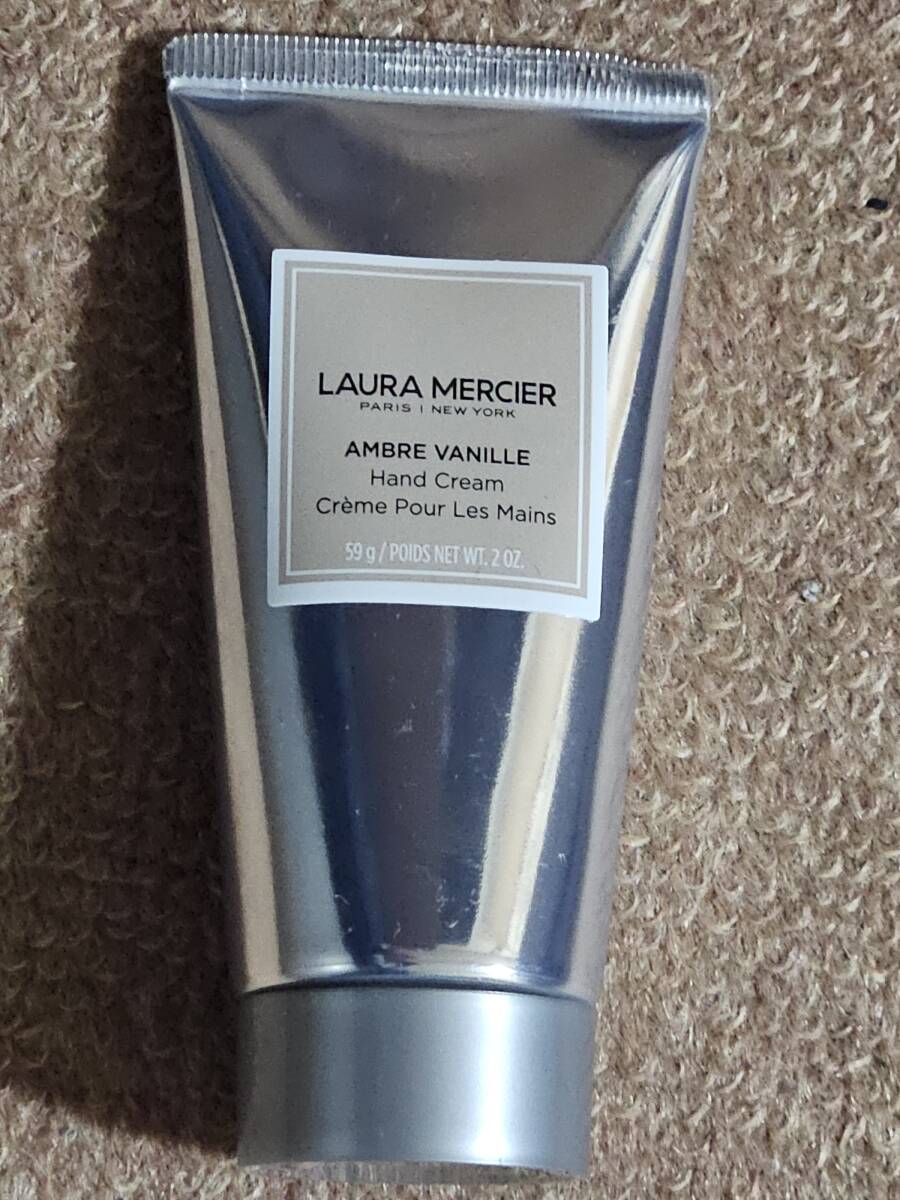 LAURA MERCIER
PARIS | NEW YORK
AMBRE VANILLE
Hand Cream
Crème Pour Les Mains
59 g / POIDS NET WT. 2 OZ.